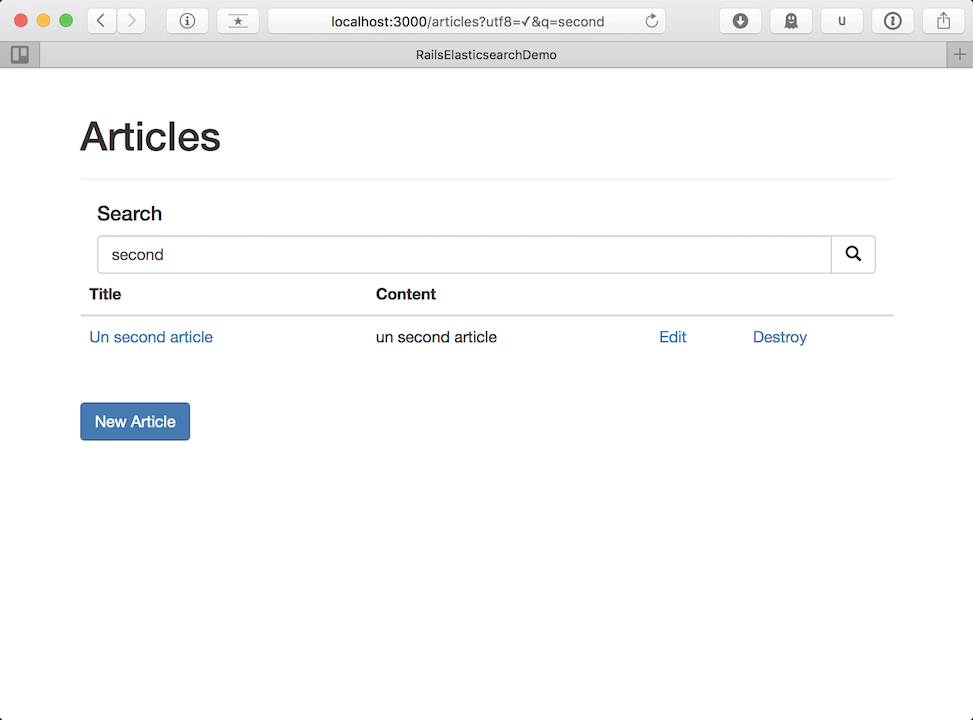 localhost:3000/articles?utf8=✓&q=second
U
RailsElasticsearchDemo
Articles
Search
second
Title Content
Un second article un second article Edit Destroy
New Article